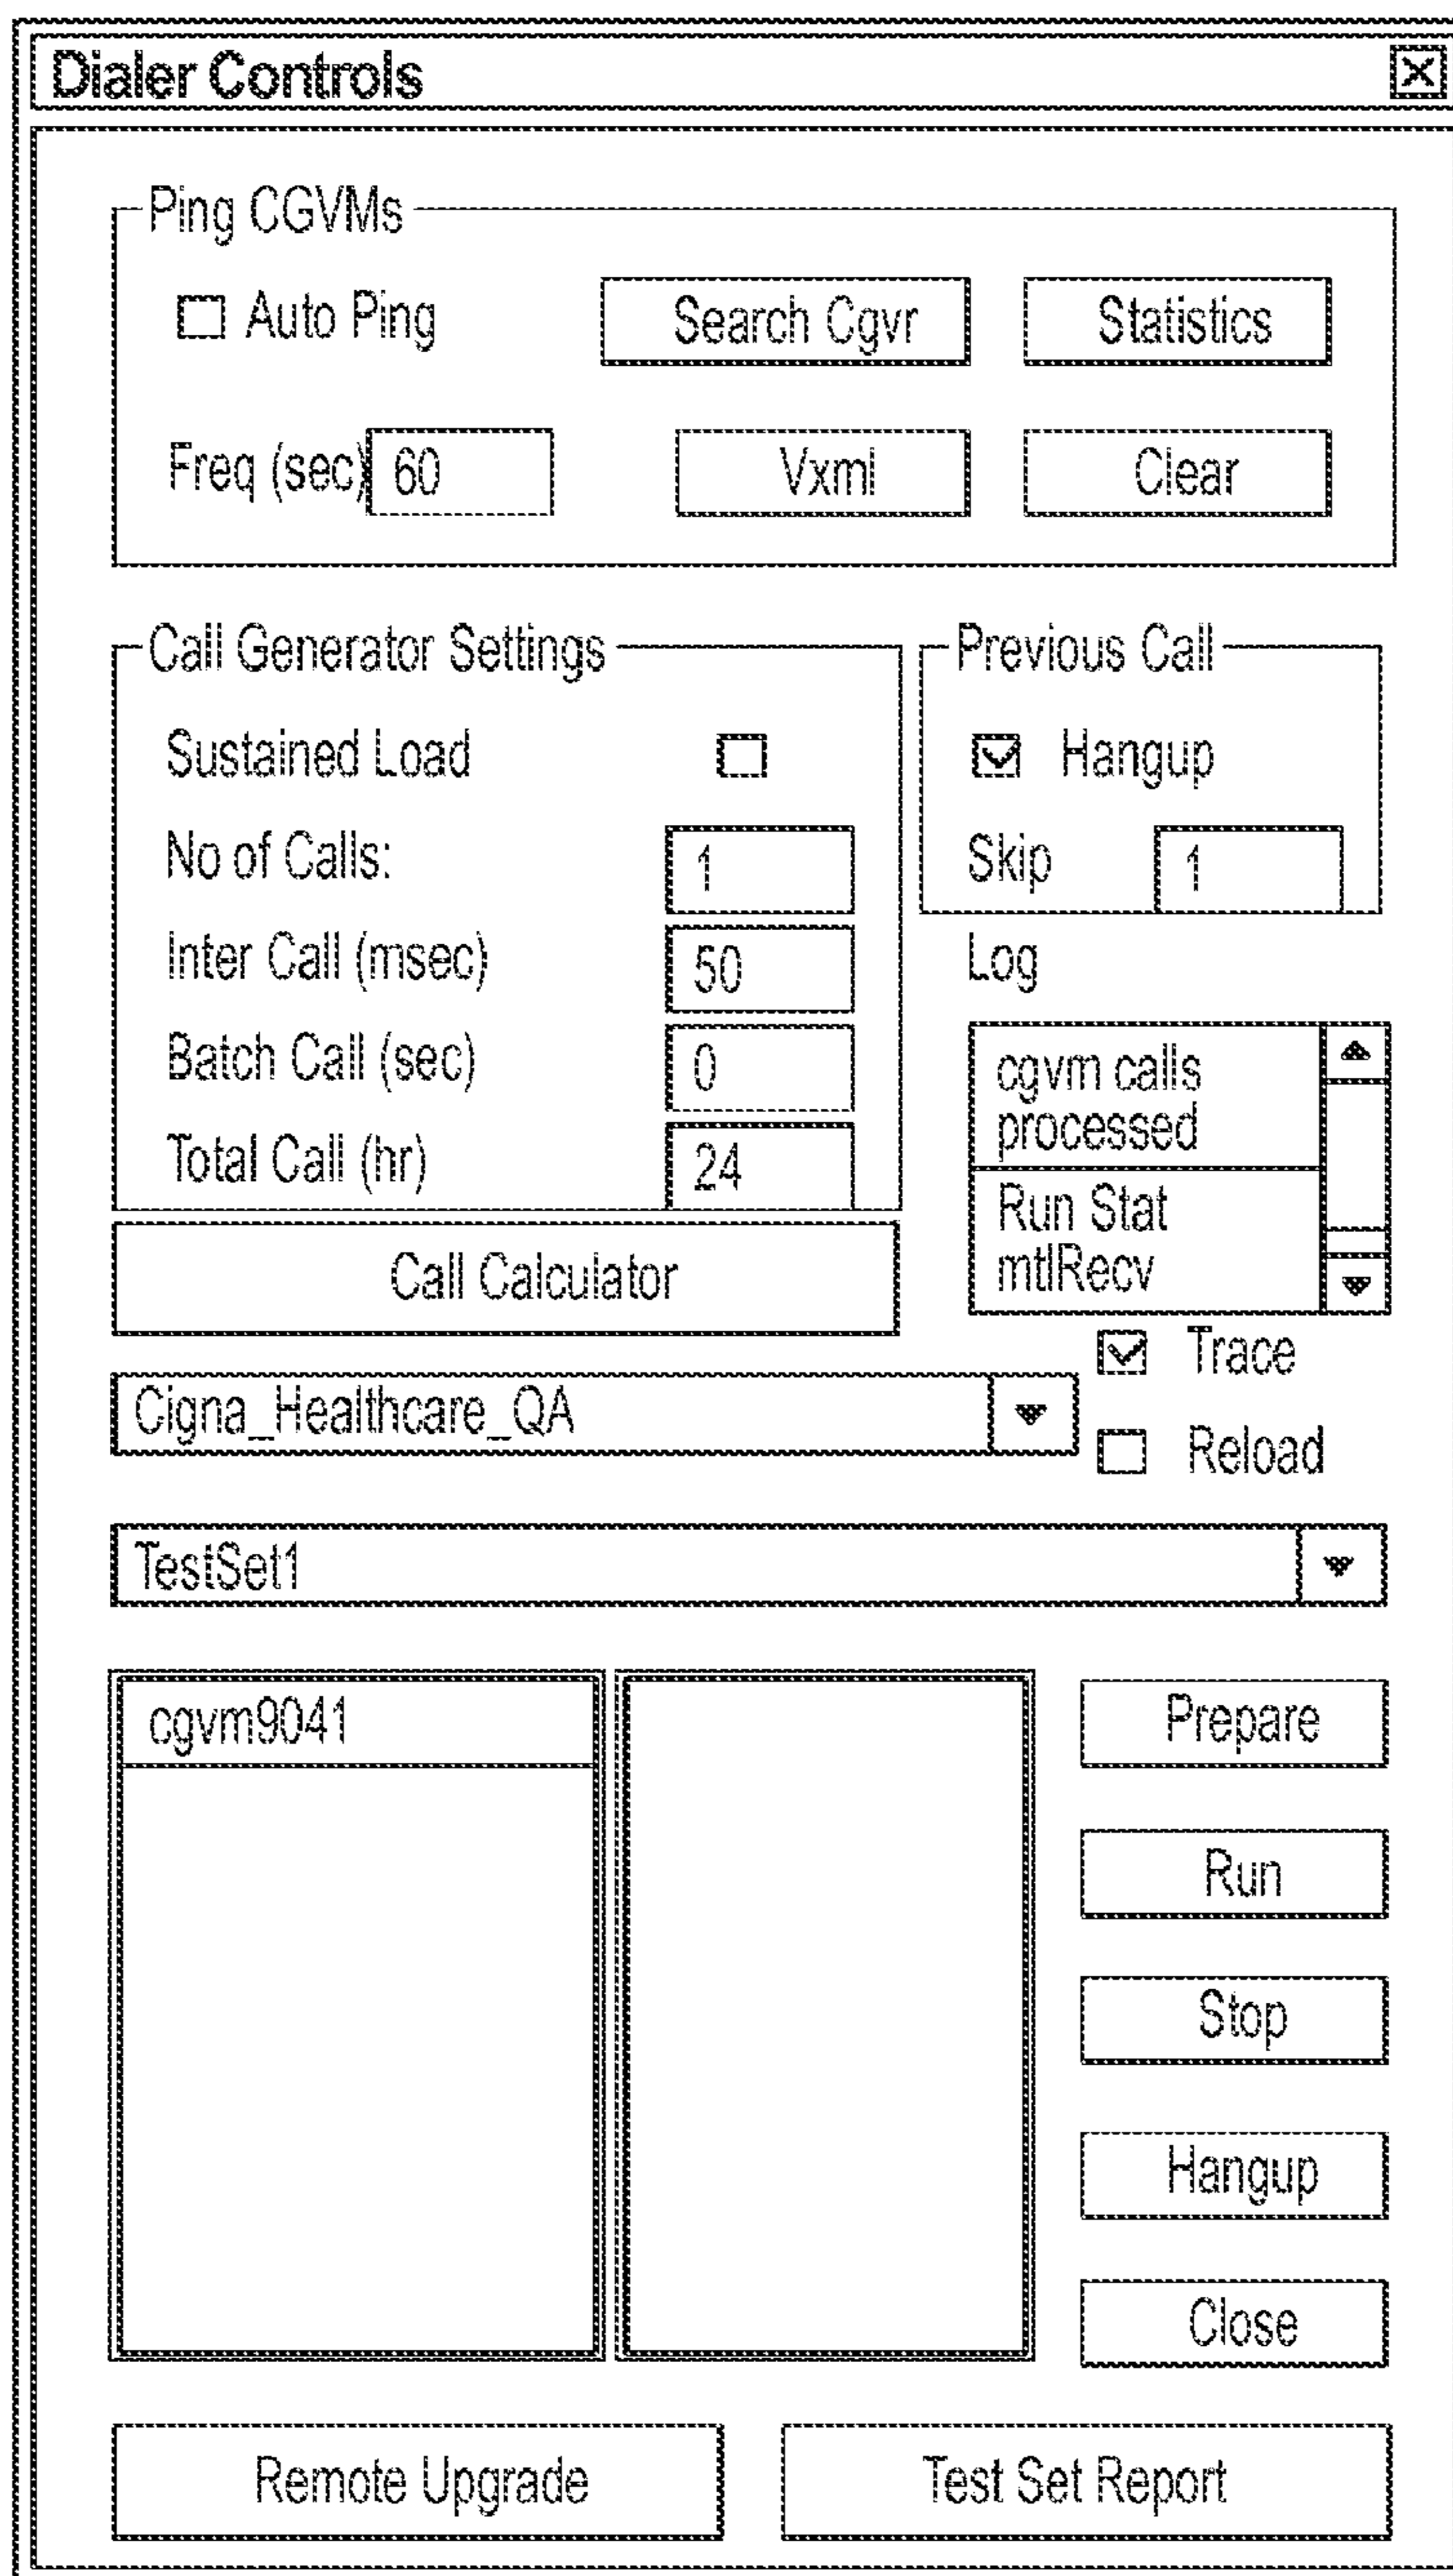 Dialer Controls
Ping CGVMs
Auto Ping
Search Cgvr
Statistics
Freq (sec)
60
Vxml
Clear
Call Generator Settings
Sustained Load
No of Calls:
1
Inter Call (msec)
50
Batch Call (sec)
0
Total Call (hr)
24
Call Calculator
Previous Call
Hangup
Skip
1
Log
cgvm calls
processed
Run Stat
mtlRecv
Trace
Cigna_Healthcare_QA
Reload
TestSet1
cgvm9041
Prepare
Run
Stop
Hangup
Close
Remote Upgrade
Test Set Report